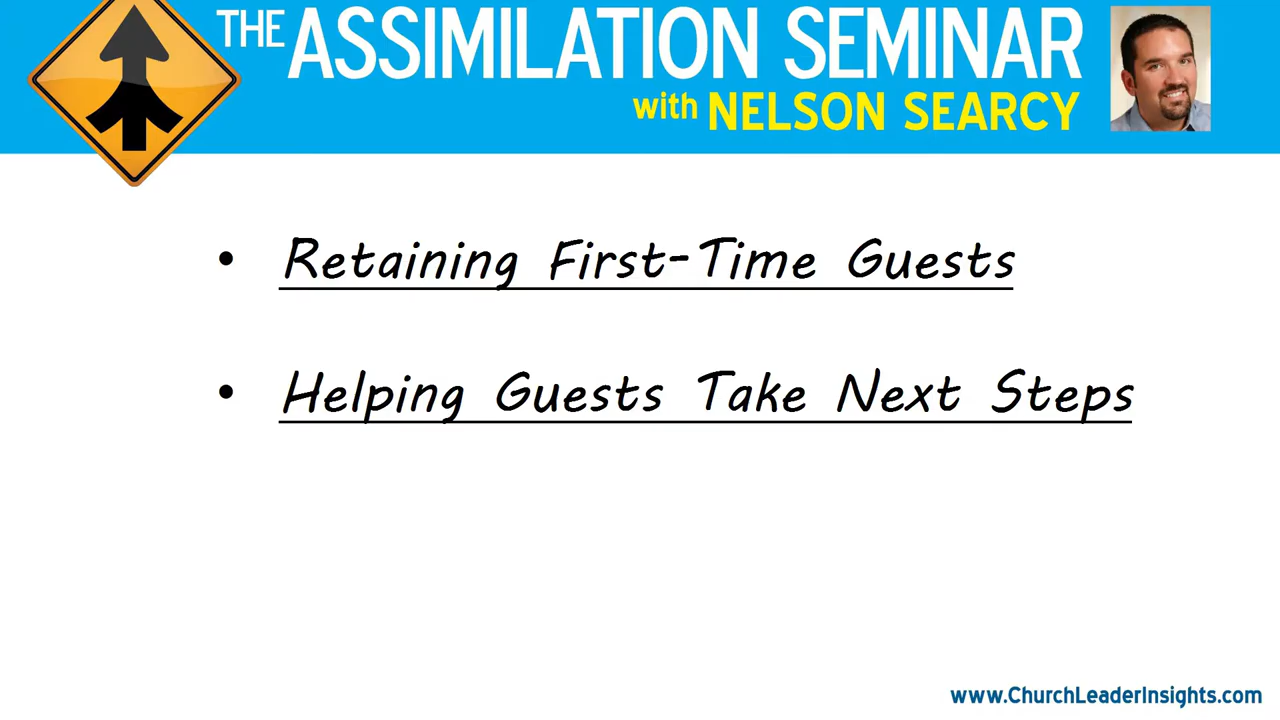 THE ASSIMILATION SEMINAR
with NELSON SEARCY
• Retaining First-Time Guests
• Helping Guests Take Next Steps
www.ChurchLeaderInsights.com